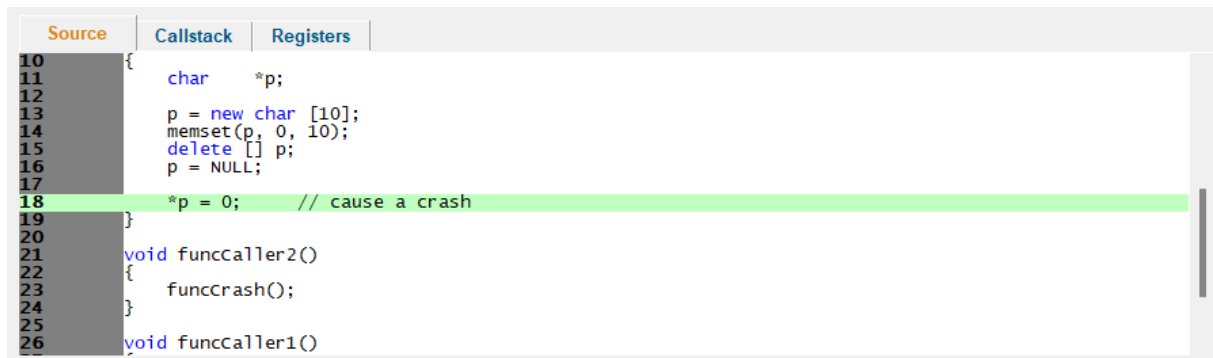 Source Callstack Registers
10 {
11 char *p;
12
13 p = new char [10];
14 memset(p, 0, 10);
15 delete [] p;
16 p = NULL;
17
18 *p = 0; // cause a crash
19 }
20
21 void funcCaller2()
22 {
23 funcCrash();
24 }
25
26 void funcCaller1()